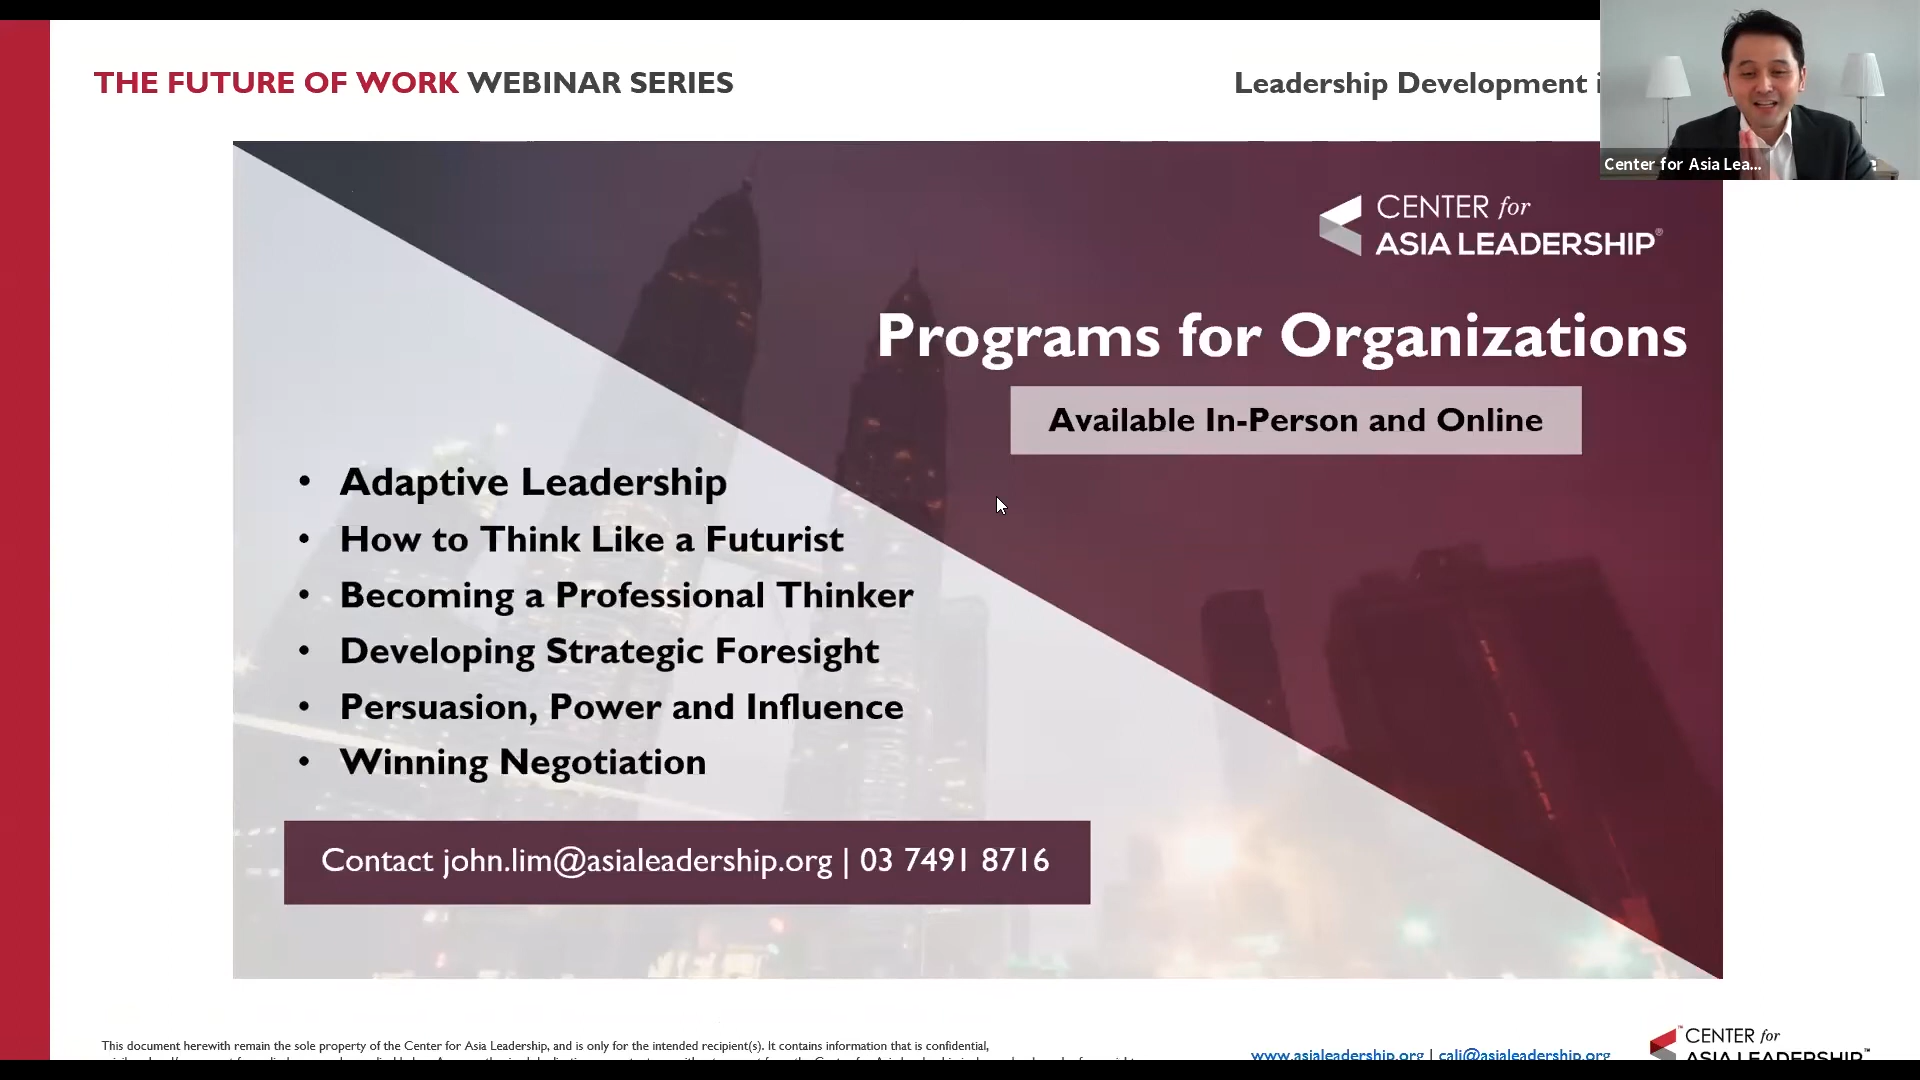 THE FUTURE OF WORK WEBINAR SERIES
Leadership Development
Center for Asia Lea...
CENTER for
ASIA LEADERSHIP®
Programs for Organizations
Available In-Person and Online
• Adaptive Leadership
• How to Think Like a Futurist
• Becoming a Professional Thinker
• Developing Strategic Foresight
• Persuasion, Power and Influence
• Winning Negotiation
Contact john.lim@asialeadership.org | 03 7491 8716
This document herewith remain the sole property of the Center for Asia Leadership, and is only for the intended recipient(s). It contains information that is confidential,
www.asialeadership.org | cali@asialeadership.org
CENTER for
ASIA LEADERSHIP™